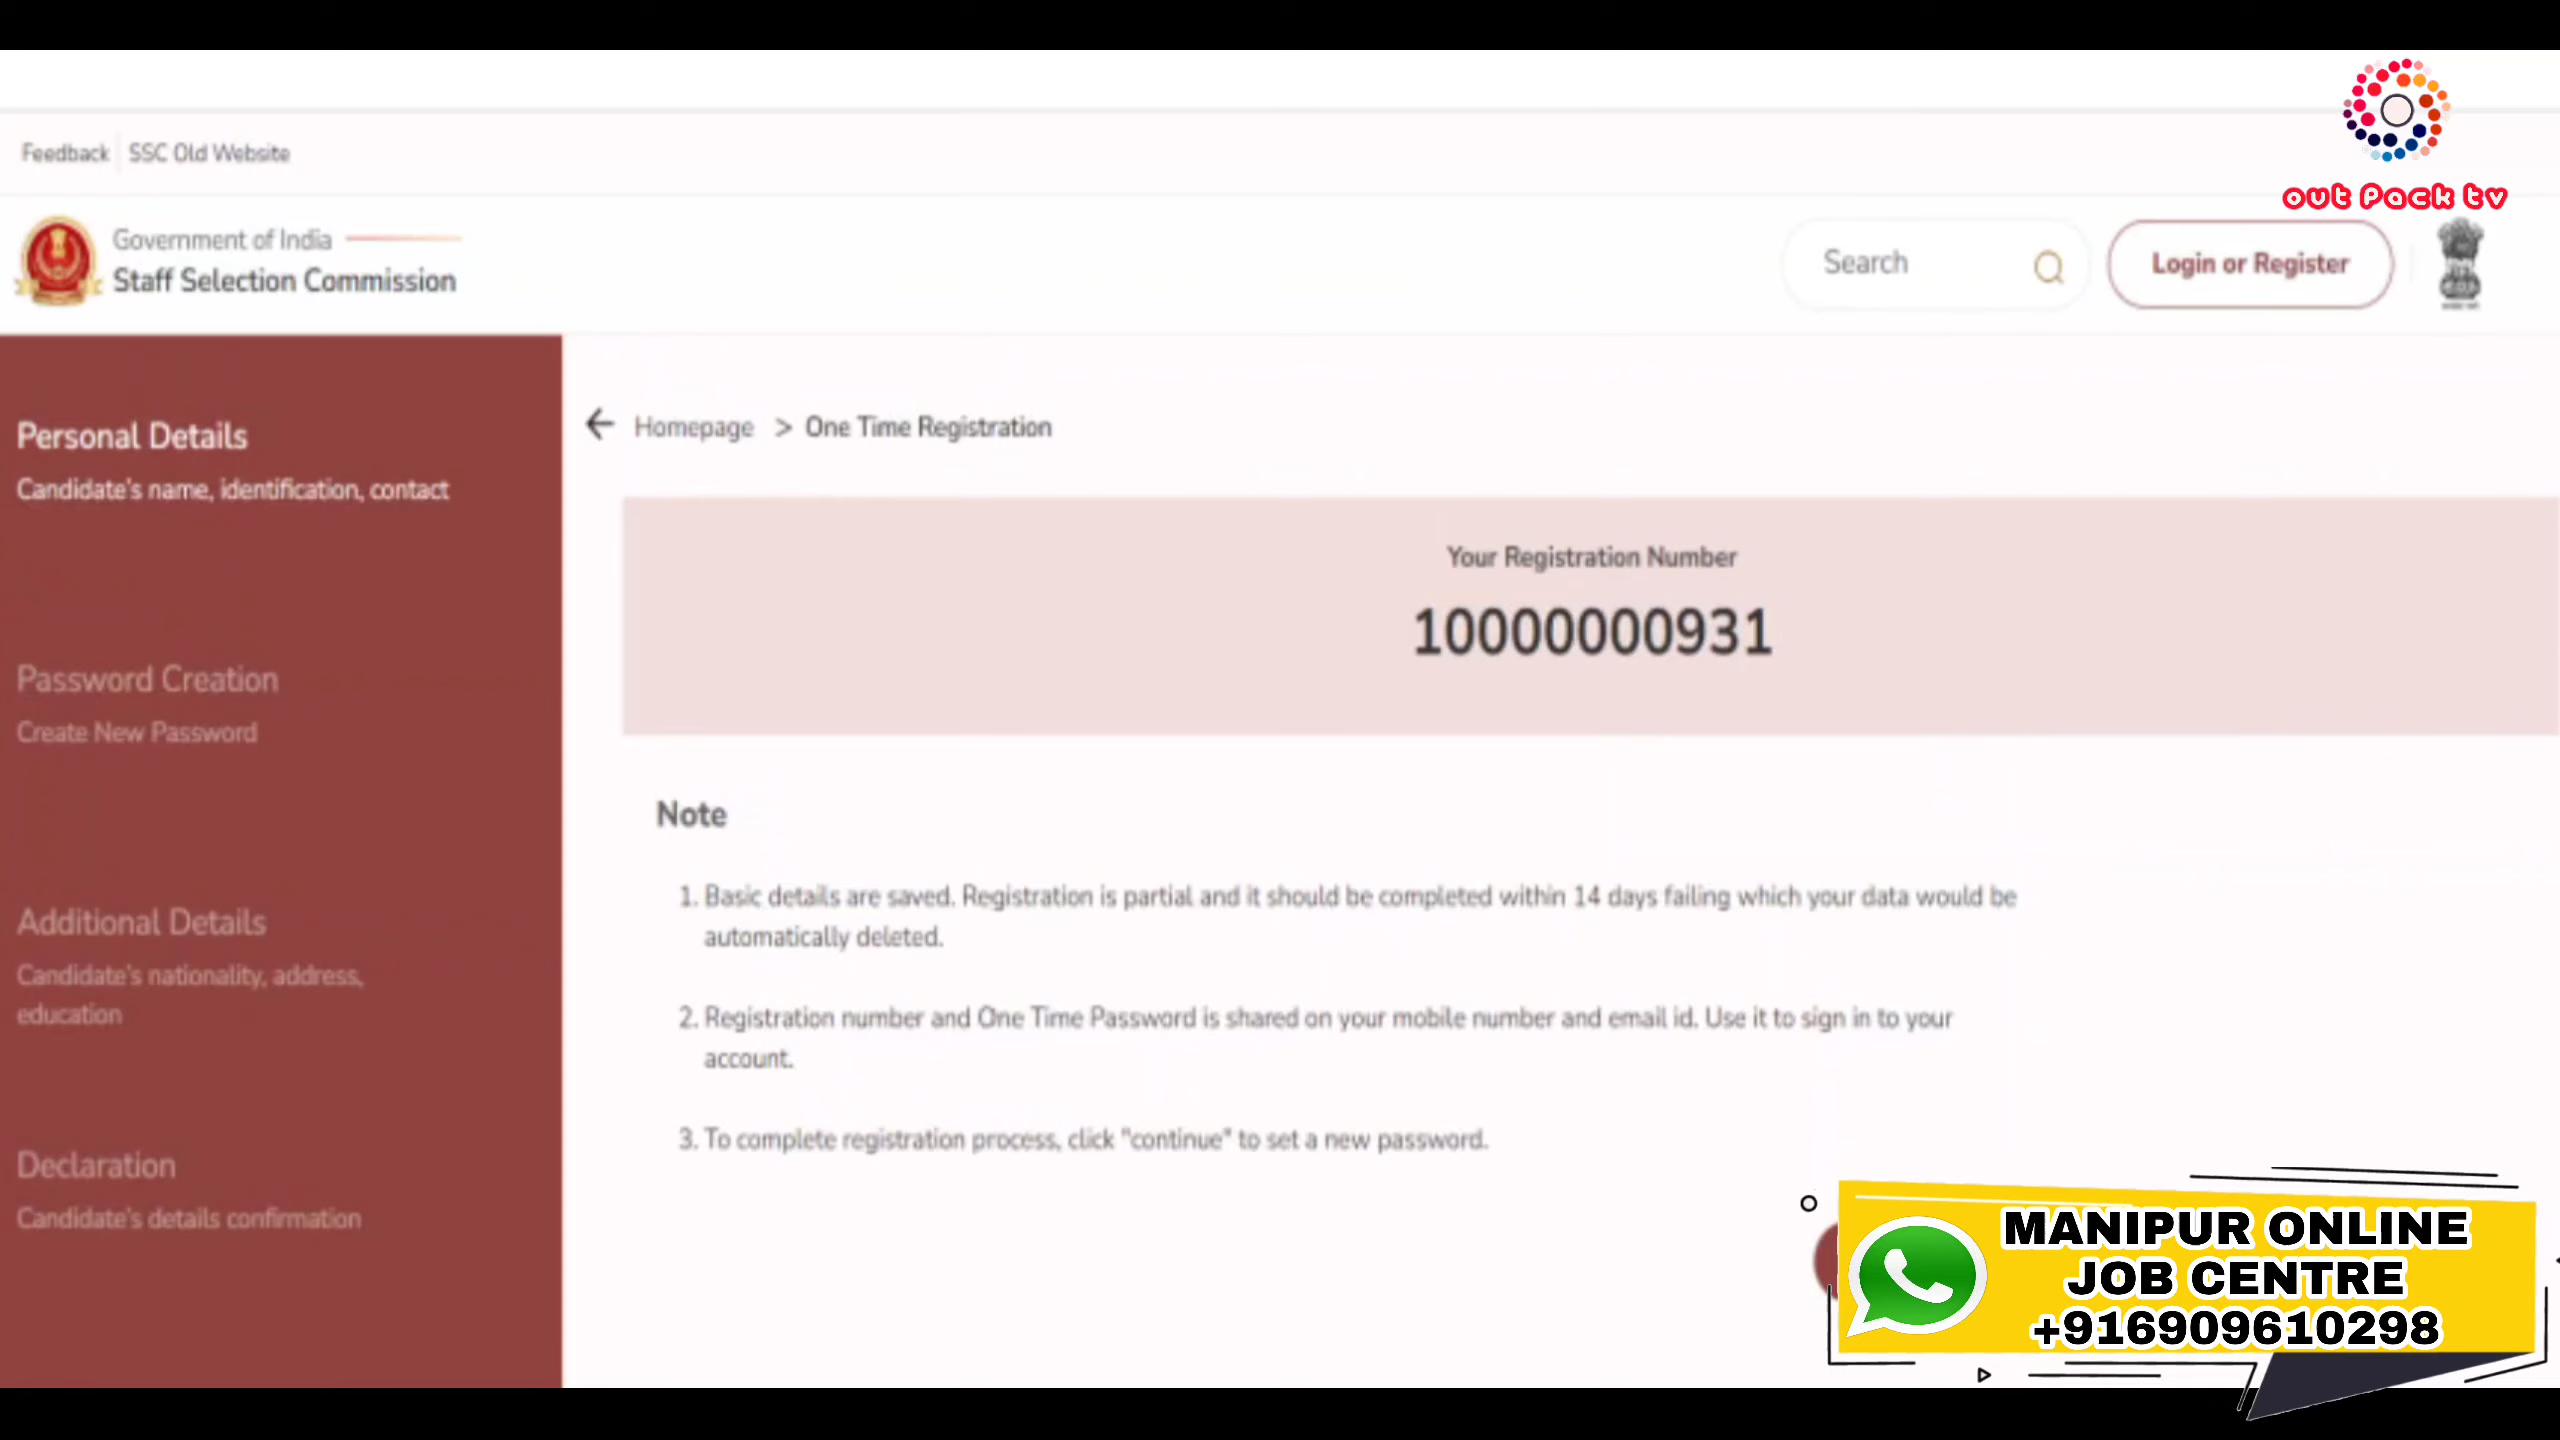 out Pack tv
Feedback SSC Old Website
Government of India
Staff Selection Commission
Search
Login or Register
Personal Details
Candidate's name, identification, contact
Password Creation
Create New Password
Additional Details
Candidate's nationality, address,
education
Declaration
Candidate's details confirmation
Homepage > One Time Registration
Your Registration Number
10000000931
Note
1. Basic details are saved. Registration is partial and it should be completed within 14 days failing which your data would be
automatically deleted.
2. Registration number and One Time Password is shared on your mobile number and email id. Use it to sign in to your
account.
3. To complete registration process, click "continue" to set a new password.
MANIPUR ONLINE
JOB CENTRE
+916909610298